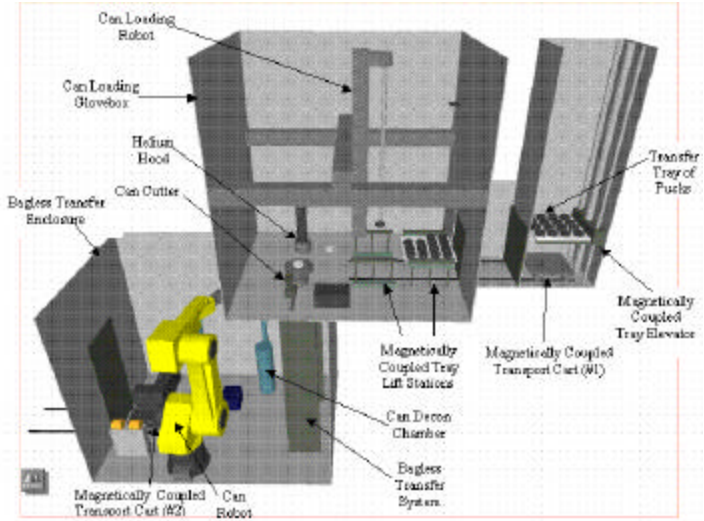 Can Loading
Robot
Can Loading
Glovebox
Helium
Hood
Can Cutter
Bagless Transfer
Enclosure
Transfer
Tray of
Pucks
Magnetically
Coupled
Tray Elevator
Magnetically
Coupled Tray
Lift Stations
Magnetically Coupled
Transport Cart (#1)
Can Decon
Chamber
Bagless
Transfer
System
Magnetically Coupled
Transport Cart (#2)
Can
Robot